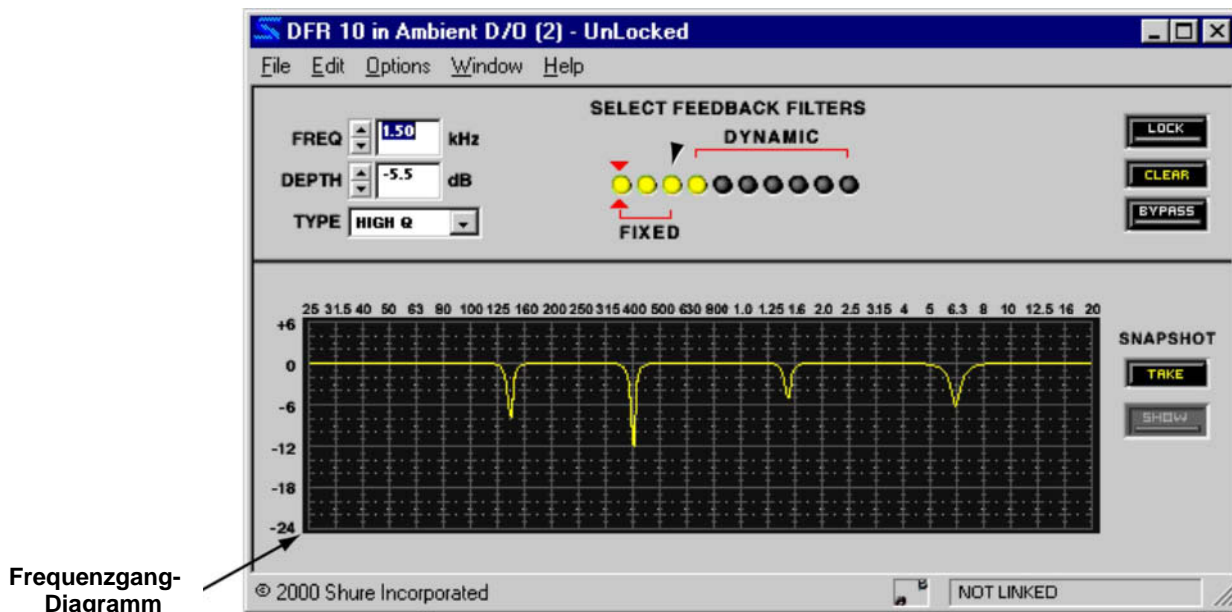 DFR 10 in Ambient D/O (2) - UnLocked
File Edit Options Window Help
SELECT FEEDBACK FILTERS
DYNAMIC
FREQ 1.50 kHz
DEPTH -5.5 dB
TYPE HIGH Q
FIXED
LOCK
CLEAR
BYPASS
25 31.5 40 50 63 80 100 125 160 200 250 315 400 500 630 800 1.0 1.25 1.6 2.0 2.5 3.15 4 5 6.3 8 10 12.5 16 20
+6
0
-6
-12
-18
-24
SNAPSHOT
TAKE
SHOW
Frequenzgang-
Diagramm
© 2000 Shure Incorporated
NOT LINKED